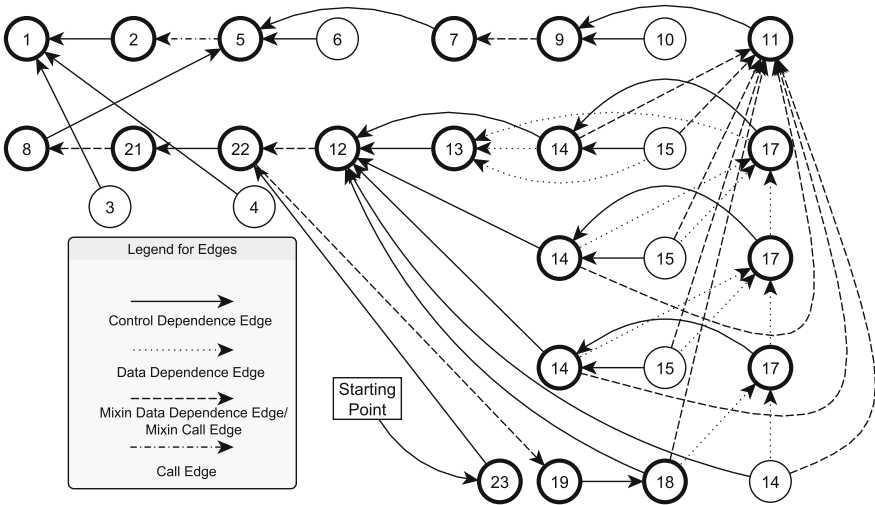 1 2 5 6 7 9 10 11
8 21 22 12 13 14 15 17
3 4
14 15 17
14 15 17
23 19 18 14
Starting
Point
Legend for Edges
Control Dependence Edge
Data Dependence Edge
Mixin Data Dependence Edge/
Mixin Call Edge
Call Edge